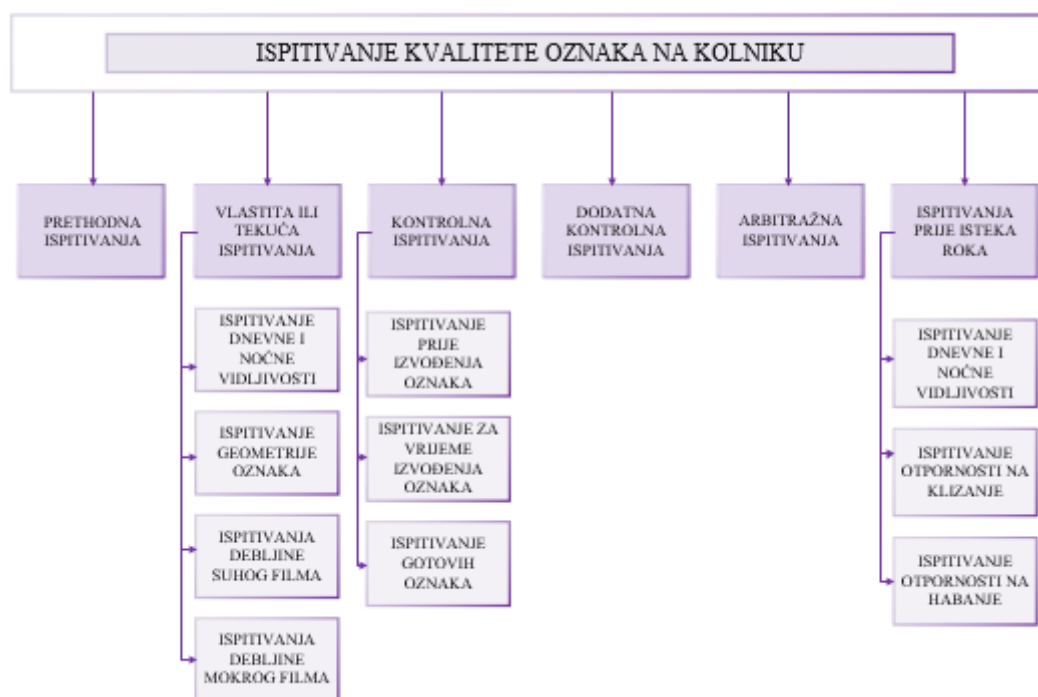 ISPITIVANJE KVALITETE OZNAKA NA KOLNIKU
PRETHODNA
ISPITIVANJA
VLASTITA ILI
TEKUĆA
ISPITIVANJA
KONTROLNA
ISPITIVANJA
DODATNA
KONTROLNA
ISPITIVANJA
ARBITRAŽNA
ISPITIVANJA
ISPITIVANJA
PRIJE ISTEKA
ROKA
ISPITIVANJE
DNEVNE I
NOĆNE
VIDLJIVOSTI
ISPITIVANJE
GEOMETRIJE
OZNAKA
ISPITIVANJA
DEBLJINE
SUHOG FILMA
ISPITIVANJA
DEBLJINE
MOKROG FILMA
ISPITIVANJE
PRIJE
IZVOĐENJA
OZNAKA
ISPITIVANJE ZA
VRIJEME
IZVOĐENJA
OZNAKA
ISPITIVANJE
GOTOVIH
OZNAKA
ISPITIVANJE
DNEVNE I
NOĆNE
VIDLJIVOSTI
ISPITIVANJE
OTPORNOSTI NA
KLIZANJE
ISPITIVANJE
OTPORNOSTI NA
HABANJE